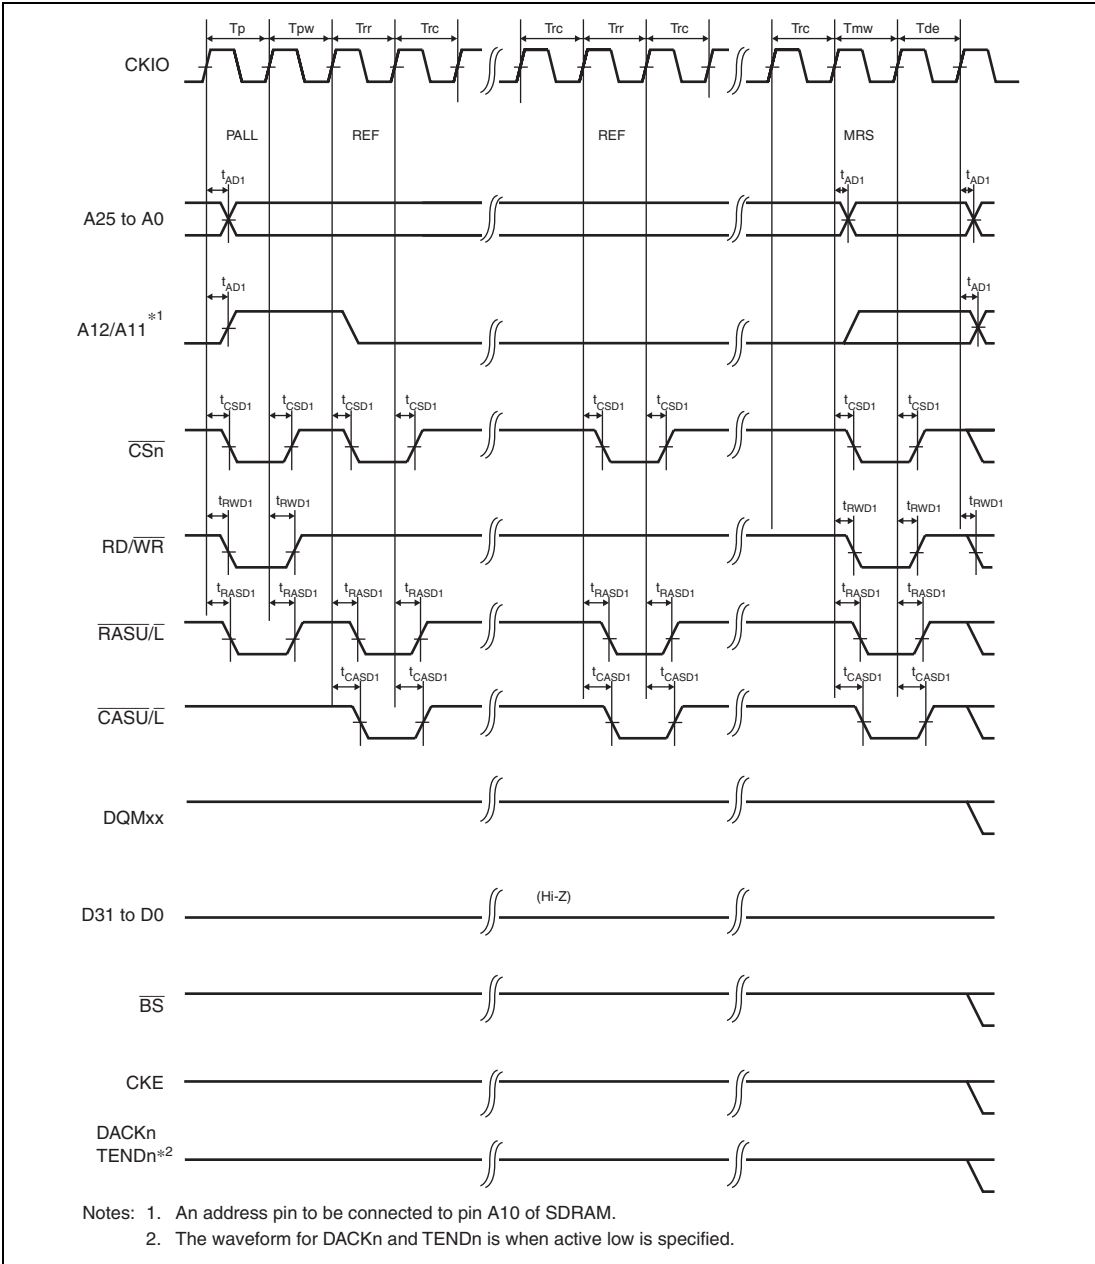 Tp Tpw Trr Trc Trc Trr Trc Trc Tmw Tde
CKIO
PALL REF REF MRS
tAD1 tAD1 tAD1
A25 to A0
tAD1 tAD1
A12/A11*1
tCSD1 tCSD1 tCSD1 tCSD1 tCSD1 tCSD1 tCSD1 tCSD1
CSn
tRWD1 tRWD1 tRWD1 tRWD1 tRWD1
RD/WR
tRASD1 tRASD1 tRASD1 tRASD1 tRASD1 tRASD1 tRASD1 tRASD1
RASU/L
tCASD1 tCASD1 tCASD1 tCASD1 tCASD1 tCASD1
CASU/L
DQMxx
(Hi-Z)
D31 to D0
BS
CKE
DACKn
TENDn*2
Notes: 1. An address pin to be connected to pin A10 of SDRAM.
2. The waveform for DACKn and TENDn is when active low is specified.